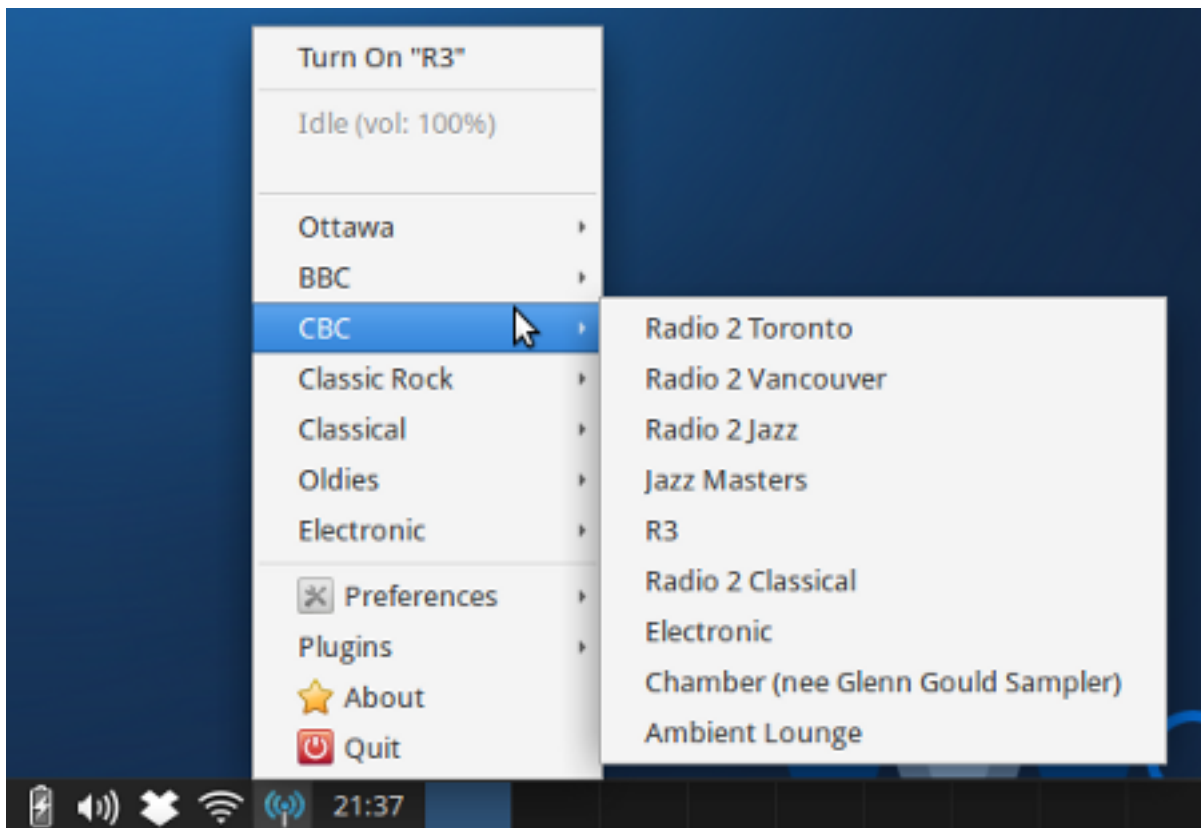 Turn On "R3"
Idle (vol: 100%)
Ottawa
BBC
CBC
Classic Rock
Classical
Oldies
Electronic
Preferences
Plugins
About
Quit
Radio 2 Toronto
Radio 2 Vancouver
Radio 2 Jazz
Jazz Masters
R3
Radio 2 Classical
Electronic
Chamber (nee Glenn Gould Sampler)
Ambient Lounge
21:37